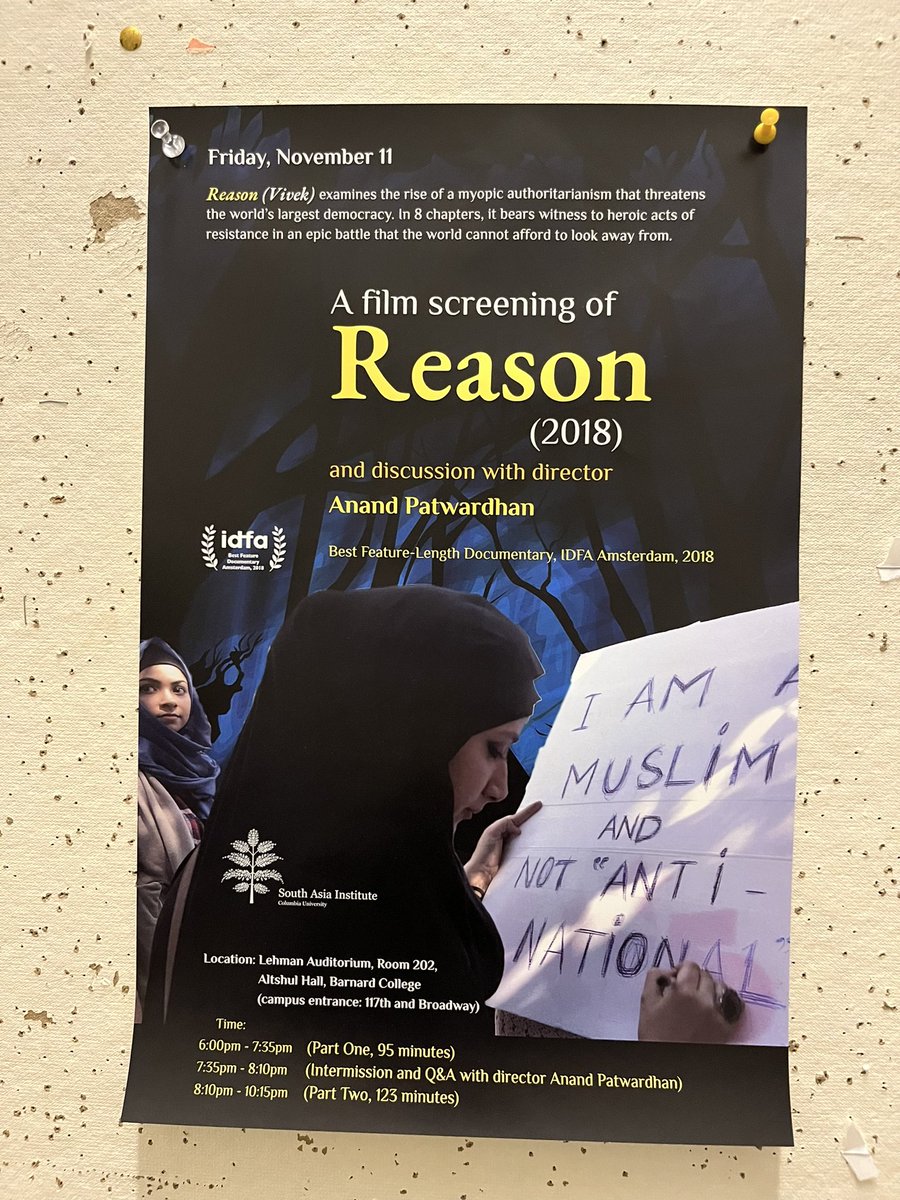 Friday, November 11
Reason (Vivek) examines the rise of a myopic authoritarianism that threatens
the world's largest democracy. In 8 chapters, it bears witness to heroic acts of
resistance in an epic battle that the world cannot afford to look away from.
A film screening of
Reason
(2018)
and discussion with director
Anand Patwardhan
Best Feature-Length Documentary, IDFA Amsterdam, 2018
idfa
Best Feature
Documentary
Amsterdam, 2018
I AM A
MUSLiM
AND
NOT "ANTi-
NATiONAL"
South Asia Institute
Columbia University
Location: Lehman Auditorium, Room 202,
Altshul Hall, Barnard College
(campus entrance: 117th and Broadway)
Time:
6:00pm - 7:35pm (Part One, 95 minutes)
7:35pm - 8:10pm (Intermission and Q&A with director Anand Patwardhan)
8:10pm - 10:15pm (Part Two, 123 minutes)